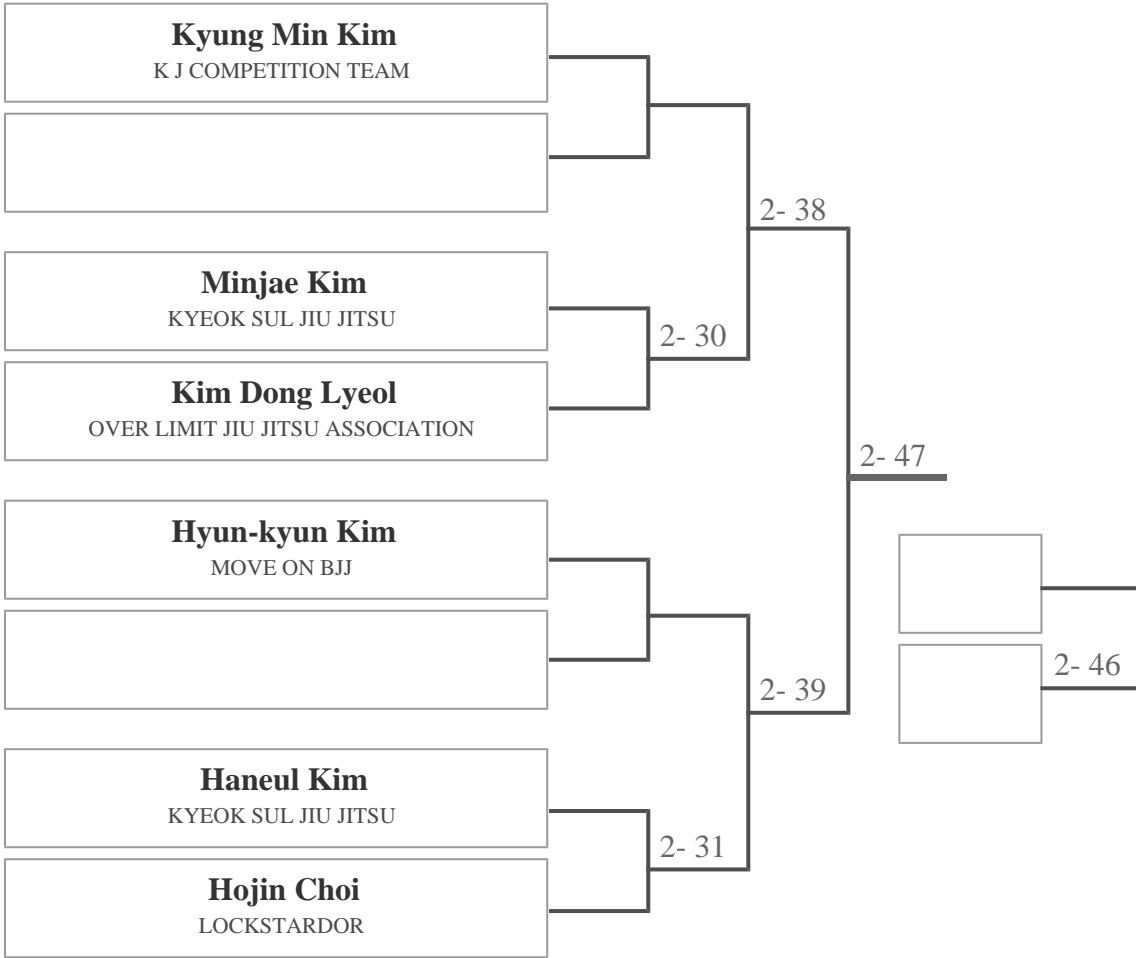 Kyung Min Kim
K J COMPETITION TEAM
2- 38
Minjae Kim
KYEOK SUL JIU JITSU
2- 30
Kim Dong Lyeol
OVER LIMIT JIU JITSU ASSOCIATION
2- 47
Hyun-kyun Kim
MOVE ON BJJ
2- 46
2- 39
Haneul Kim
KYEOK SUL JIU JITSU
2- 31
Hojin Choi
LOCKSTARDOR